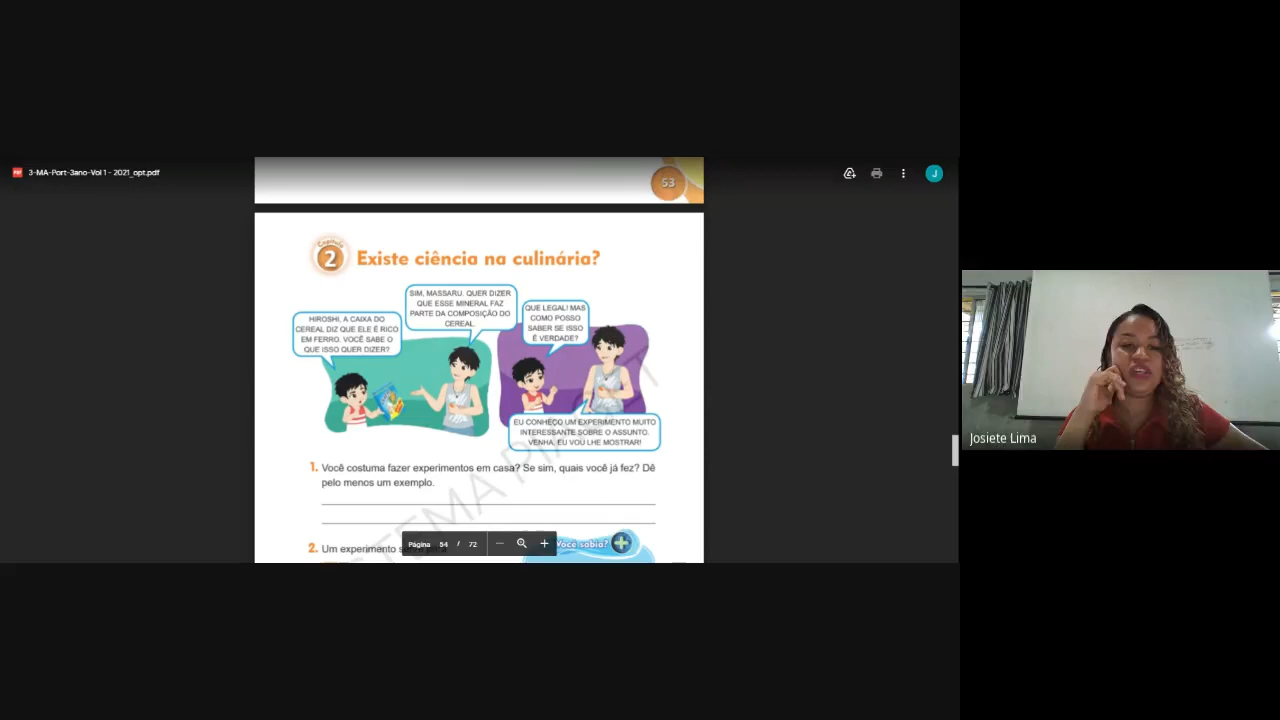 3-MA-Port-3ano-Vol 1 - 2021_opt.pdf
J
53
Capítulo
2
Existe ciência na culinária?
HIROSHI, A CAIXA DO
CEREAL DIZ QUE ELE É RICO
EM FERRO. VOCÊ SABE O
QUE ISSO QUER DIZER?
SIM, MASSARU. QUER DIZER
QUE ESSE MINERAL FAZ
PARTE DA COMPOSIÇÃO DO
CEREAL.
QUE LEGAL! MAS
COMO POSSO
SABER SE ISSO
É VERDADE?
EU CONHEÇO UM EXPERIMENTO MUITO
INTERESSANTE SOBRE O ASSUNTO.
VENHA, EU VOU LHE MOSTRAR!
1. Você costuma fazer experimentos em casa? Se sim, quais você já fez? Dê
pelo menos um exemplo.
2. Um experimento
Você sabia?
Página 54 / 72
Josiete Lima